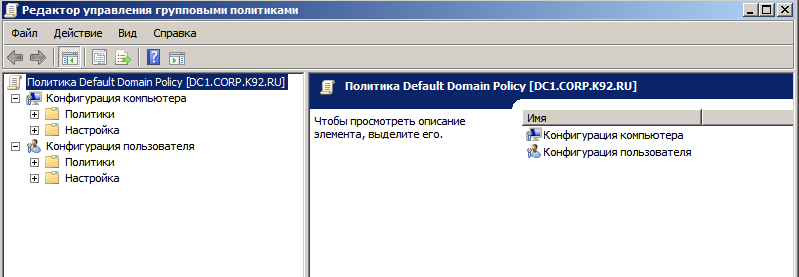 Редактор управления групповыми политиками
Файл Действие Вид Справка
Политика Default Domain Policy [DC1.CORP.K92.RU]
Конфигурация компьютера
Политики
Настройка
Конфигурация пользователя
Политики
Настройка
Политика Default Domain Policy [DC1.CORP.K92.RU]
Чтобы просмотреть описание
элемента, выделите его.
Имя
Конфигурация компьютера
Конфигурация пользователя